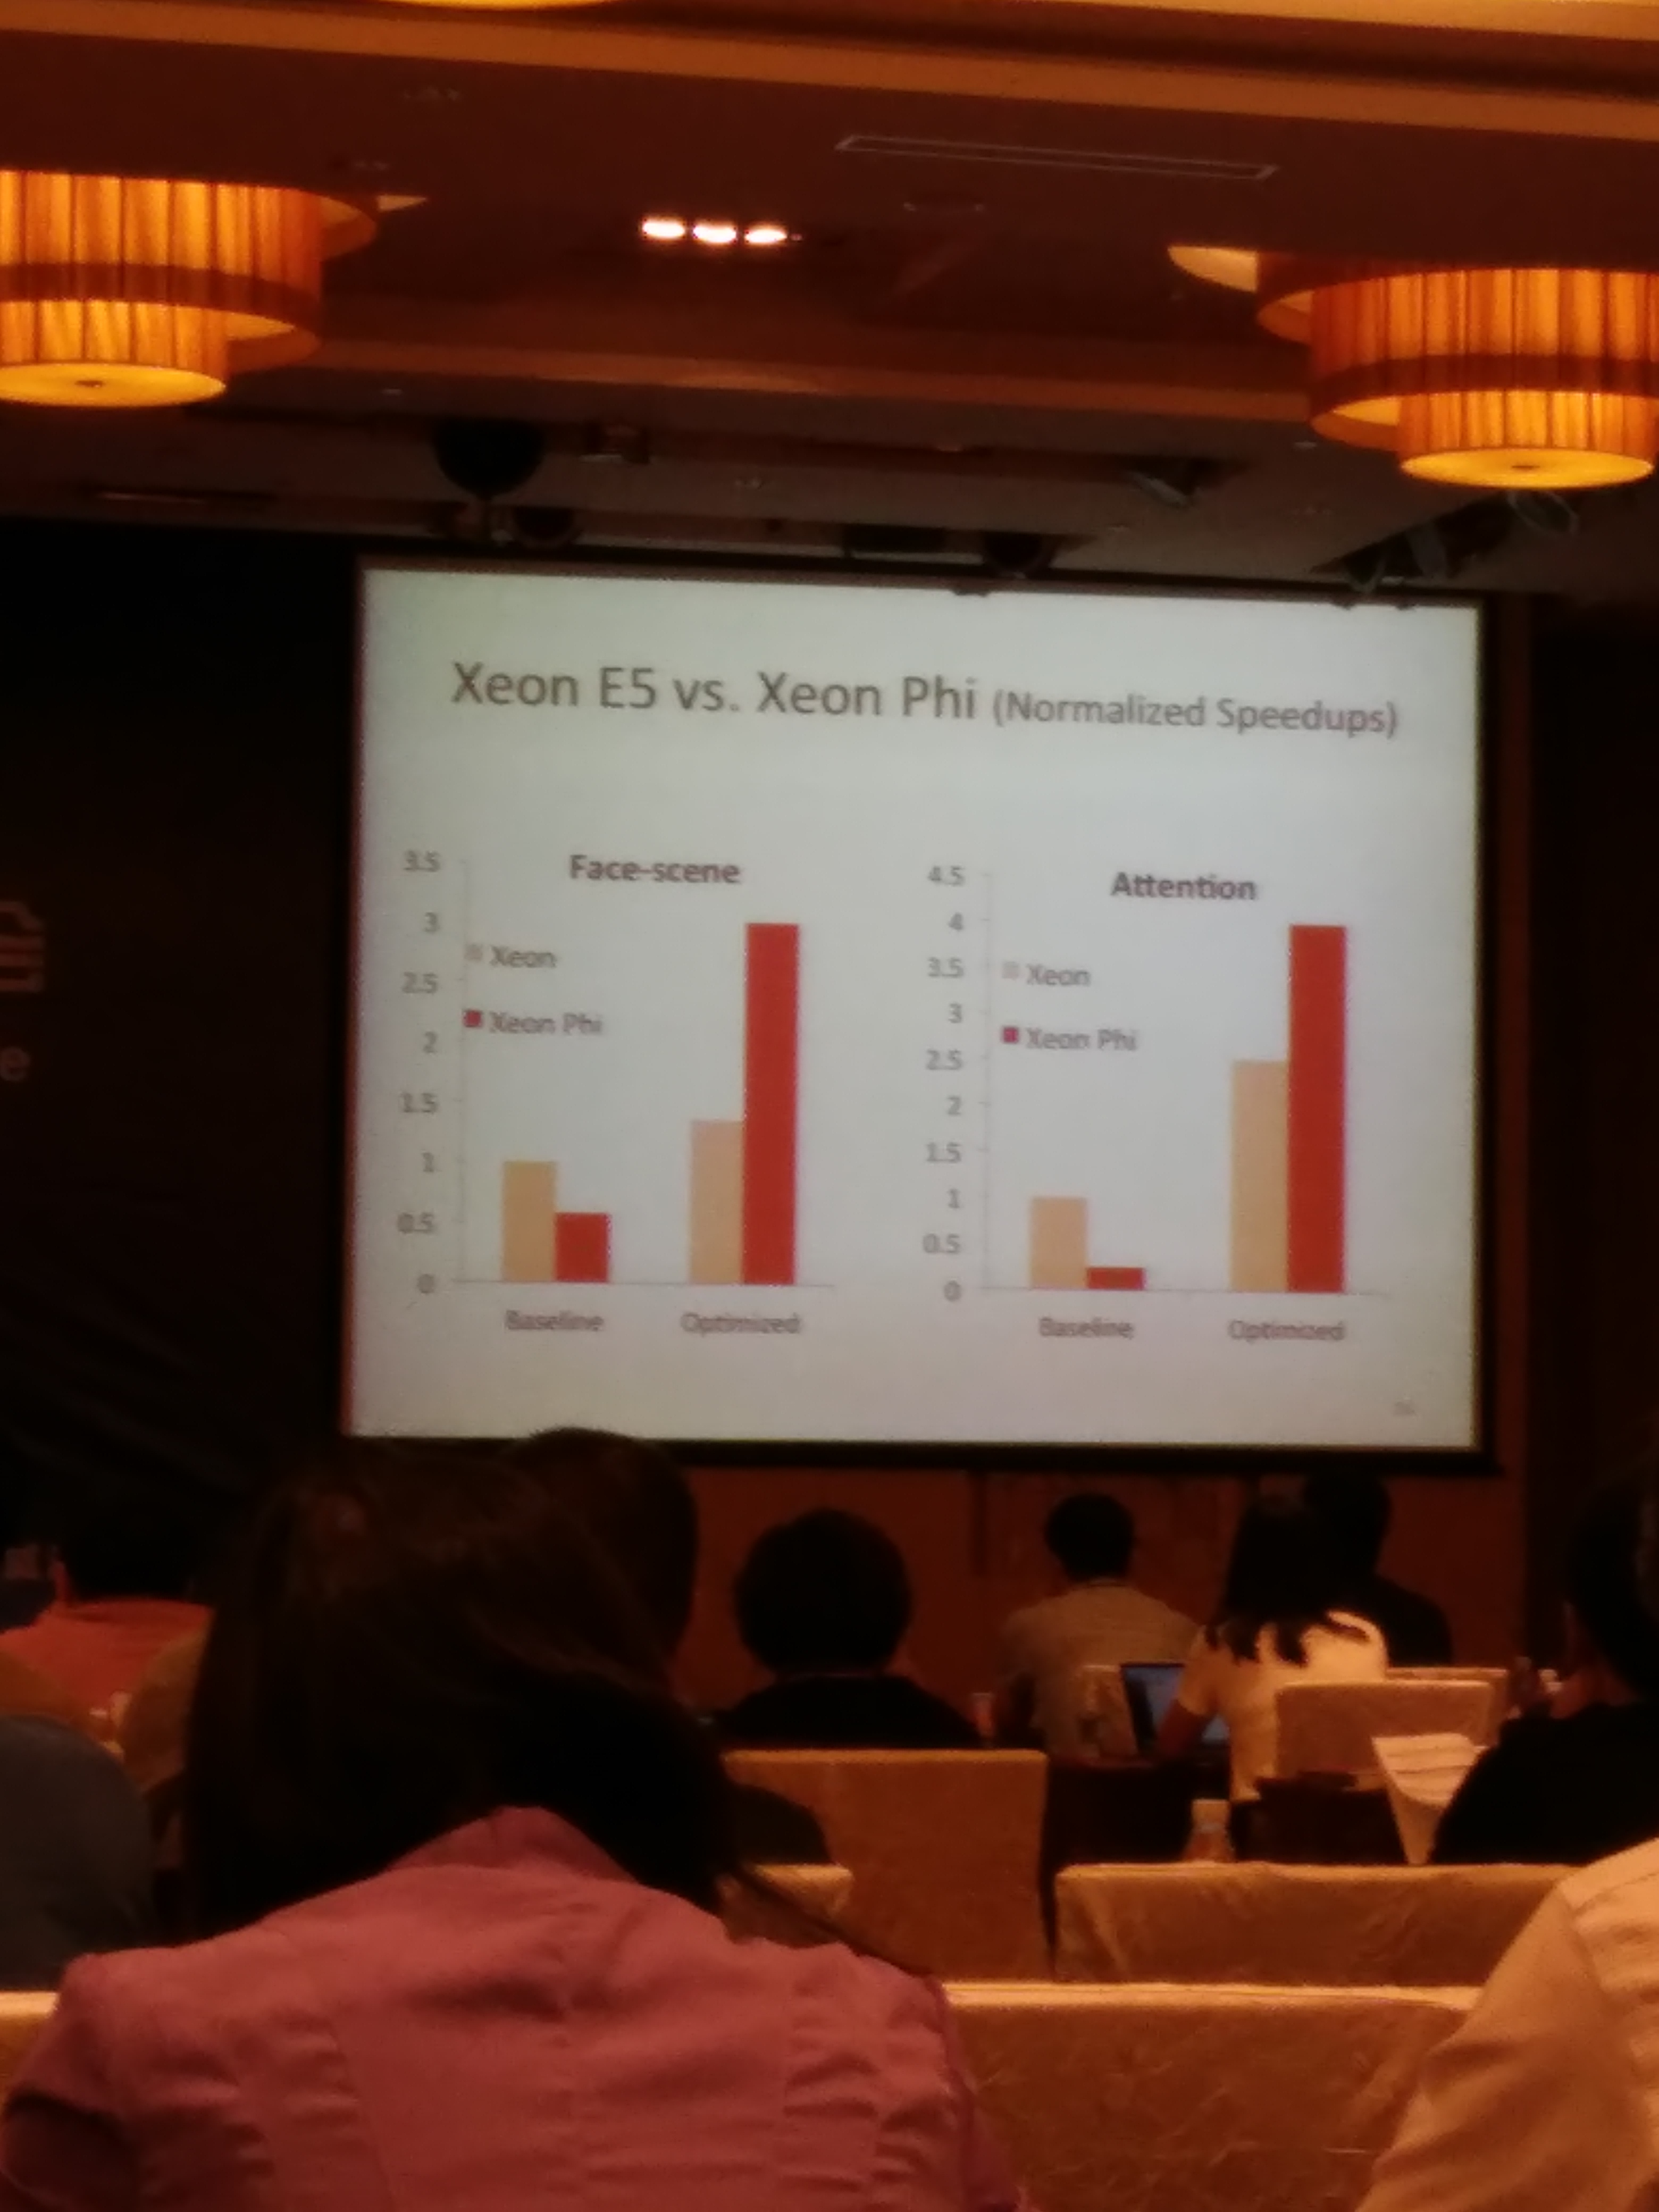 Xeon E5 vs. Xeon Phi (Normalized Speedups)
Face-scene
3.5
3
2.5
2
1.5
1
0.5
0
Xeon
Xeon Phi
Baseline Optimized
Attention
4.5
4
3.5
3
2.5
2
1.5
1
0.5
0
Xeon
Xeon Phi
Baseline Optimized
e